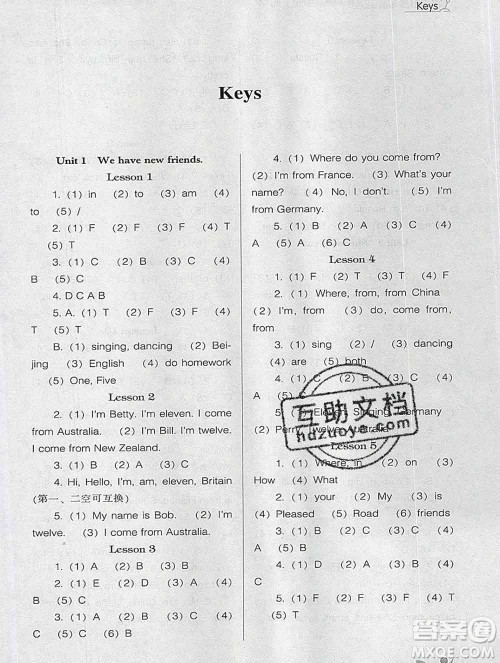 Keys
Keys
Unit 1 We have new friends.
Lesson 1
1. (1) in (2) to (3) am (4)
to (5) /
2. (1) F (2) F (3) F (4) T
(5) T
3. (1) C (2) A (3) C (4)
B (5) C
4. D C A B
5. A. (1) F (2) T (3) F (4)
T (5) F
B. (1) singing, dancing (2) Bei-
jing (3) English (4) do homework
(5) One, Five
Lesson 2
2. (1) I'm Betty. I'm eleven. I come
from Australia. (2) I'm Bill. I'm twelve.
I come from New Zealand.
3. (1) B (2) A (3) B (4) C
4. Hi, Hello, I'm, am, eleven, Britain
(第一、二空可互换)
5. (1) My name is Bob. (2) I'm
twelve. (3) I come from Australia.
Lesson 3
1. (1) A (2) B (3) C (4)
B (5) C
2. (1) C (2) D (3) A (4) B
3. (1) B (2) C (3) A (4)
A (5) B
4. (1) Where do you come from?
(2) I'm from France. (3) What's your
name? (4) No, I don't. (5) I'm
from Germany.
5. (1) B (2) C (3) C (4)
A (5) A (6) C
Lesson 4
1. (1) F (2) T (3) T (4) F
2. (1) Where, from, from China
(2) I'm, from (3) do, come from,
from
3. (1) sing (2) / (3) dancing
(4) are (5) both
4. (1) B (2) A (4)
B (5) C
5. (1) Eleven, Singing, Germany
(2) Twelve, Australia
Lesson 5
1. (1) Where, in (2) on (3)
How (4) What
2. (1) your (2) My (3) is
(4) Pleased (5) Road (6) friends
3. (1) C (2) A (3) B (4)
A (5) B
4. (1) F (2) F (3) F (4) T
(5) T
互助文档
hdzuoye.com
答案圈
MXQE.COM